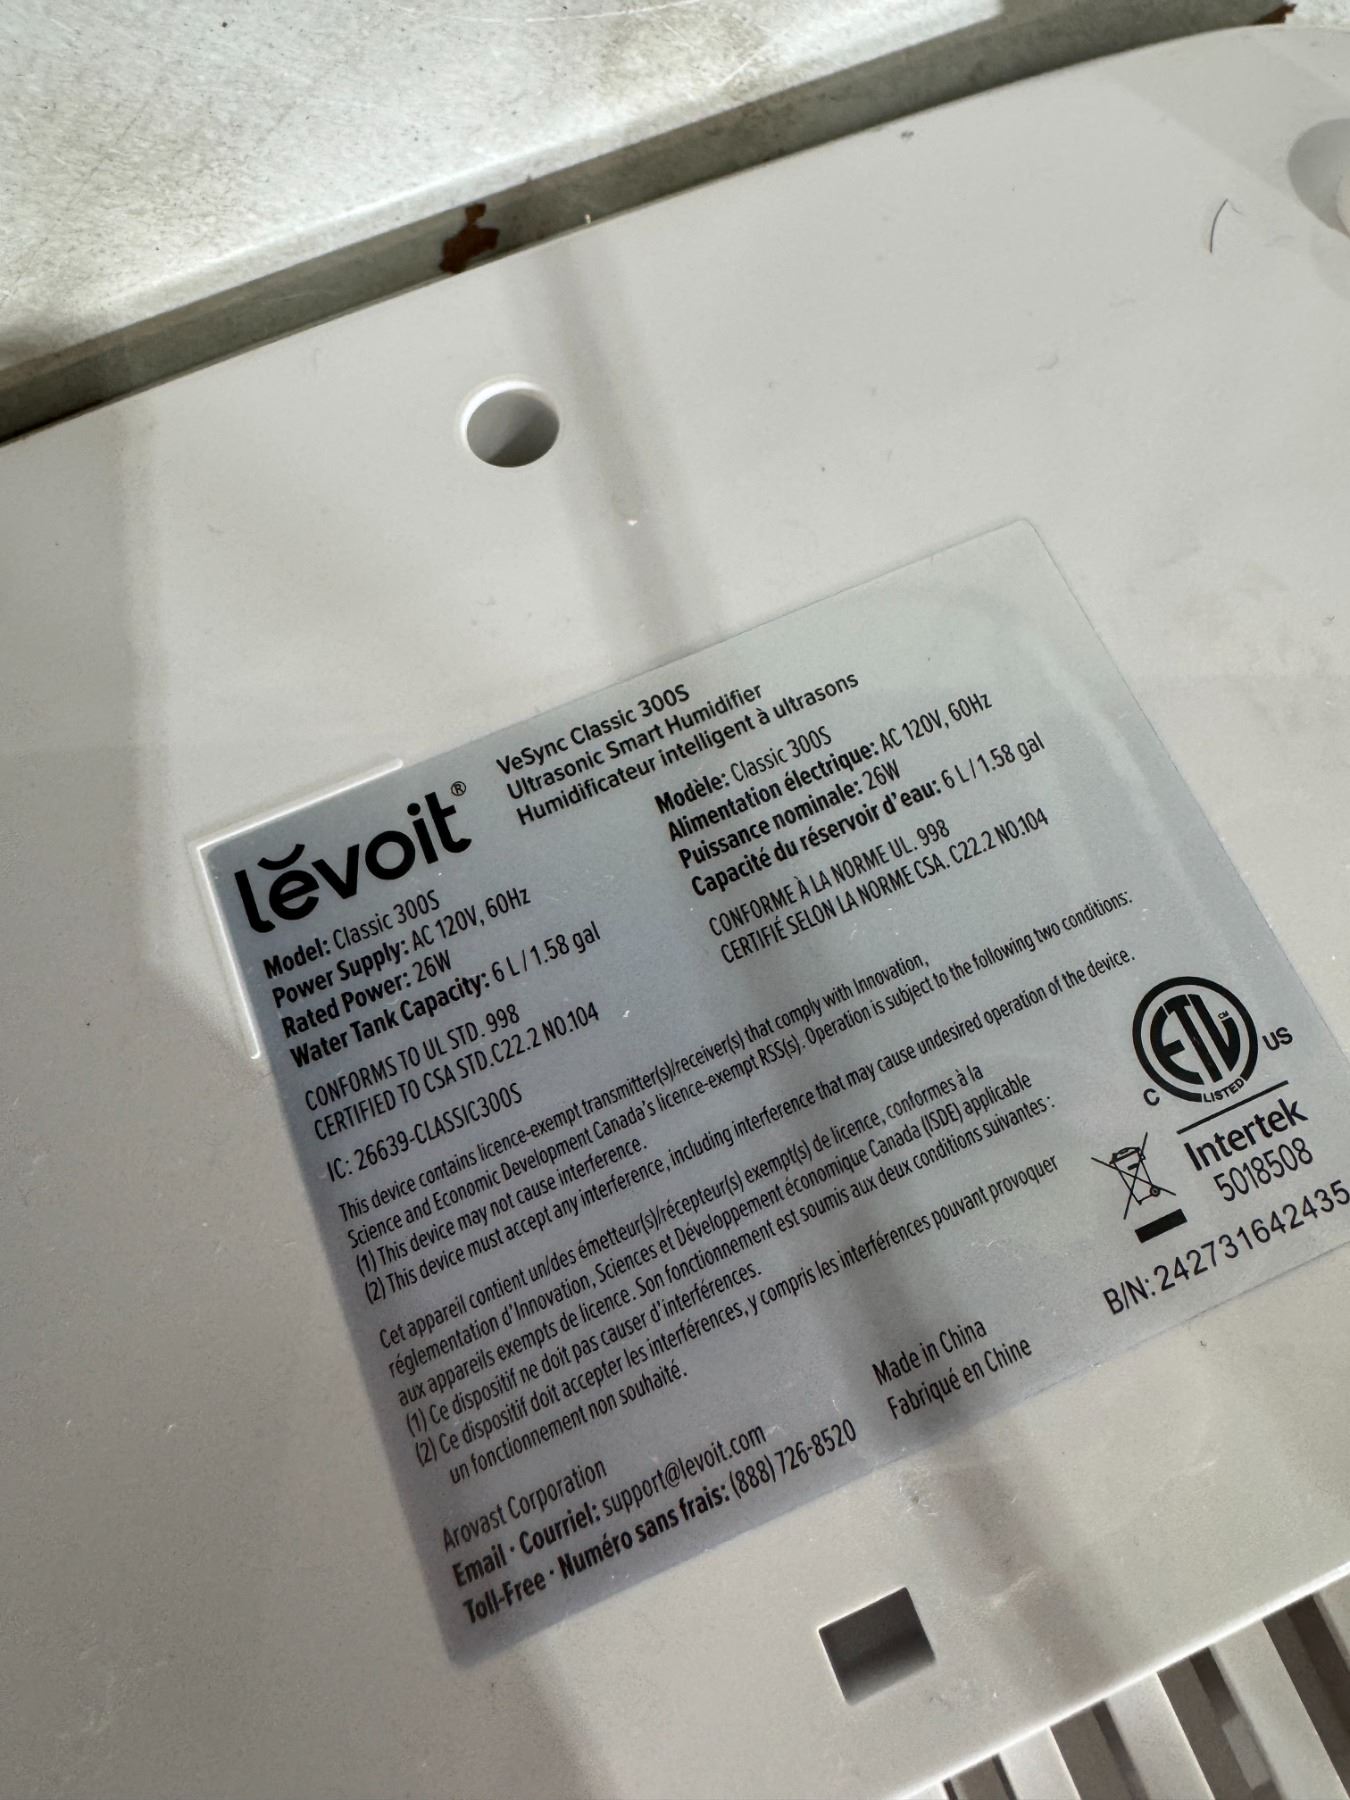 lěvoit®
VeSync Classic 300S
Ultrasonic Smart Humidifier
Humidificateur intelligent à ultrasons
Model: Classic 300S
Power Supply: AC 120V, 60Hz
Rated Power: 26W
Water Tank Capacity: 6 L / 1.58 gal
CONFORMS TO UL STD. 998
CERTIFIED TO CSA STD.C22.2 NO.104
IC: 26639-CLASSIC300S
Modèle: Classic 300S
Alimentation électrique: AC 120V, 60Hz
Puissance nominale: 26W
Capacité du réservoir d'eau: 6 L / 1.58 gal
CONFORME À LA NORME UL. 998
CERTIFIÉ SELON LA NORME CSA. C22.2 NO.104
This device contains licence-exempt transmitter(s)/receiver(s) that comply with Innovation,
Science and Economic Development Canada's licence-exempt RSS(s). Operation is subject to the following two conditions:
(1) This device may not cause interference.
(2) This device must accept any interference, including interference that may cause undesired operation of the device.
Cet appareil contient un/des émetteur(s)/récepteur(s) exempt(s) de licence, conformes à la
réglementation d'Innovation, Sciences et Développement économique Canada (ISDE) applicable
aux appareils exempts de licence. Son fonctionnement est soumis aux deux conditions suivantes :
(1) Ce dispositif ne doit pas causer d'interférences.
(2) Ce dispositif doit accepter les interférences, y compris les interférences pouvant provoquer
un fonctionnement non souhaité.
Arovast Corporation
Email · Courriel: support@levoit.com
Toll-Free · Numéro sans frais: (888) 726-8520
Made in China
Fabriqué en Chine
ETL CM
C LISTED US
Intertek
5018508
B/N: 242731642435